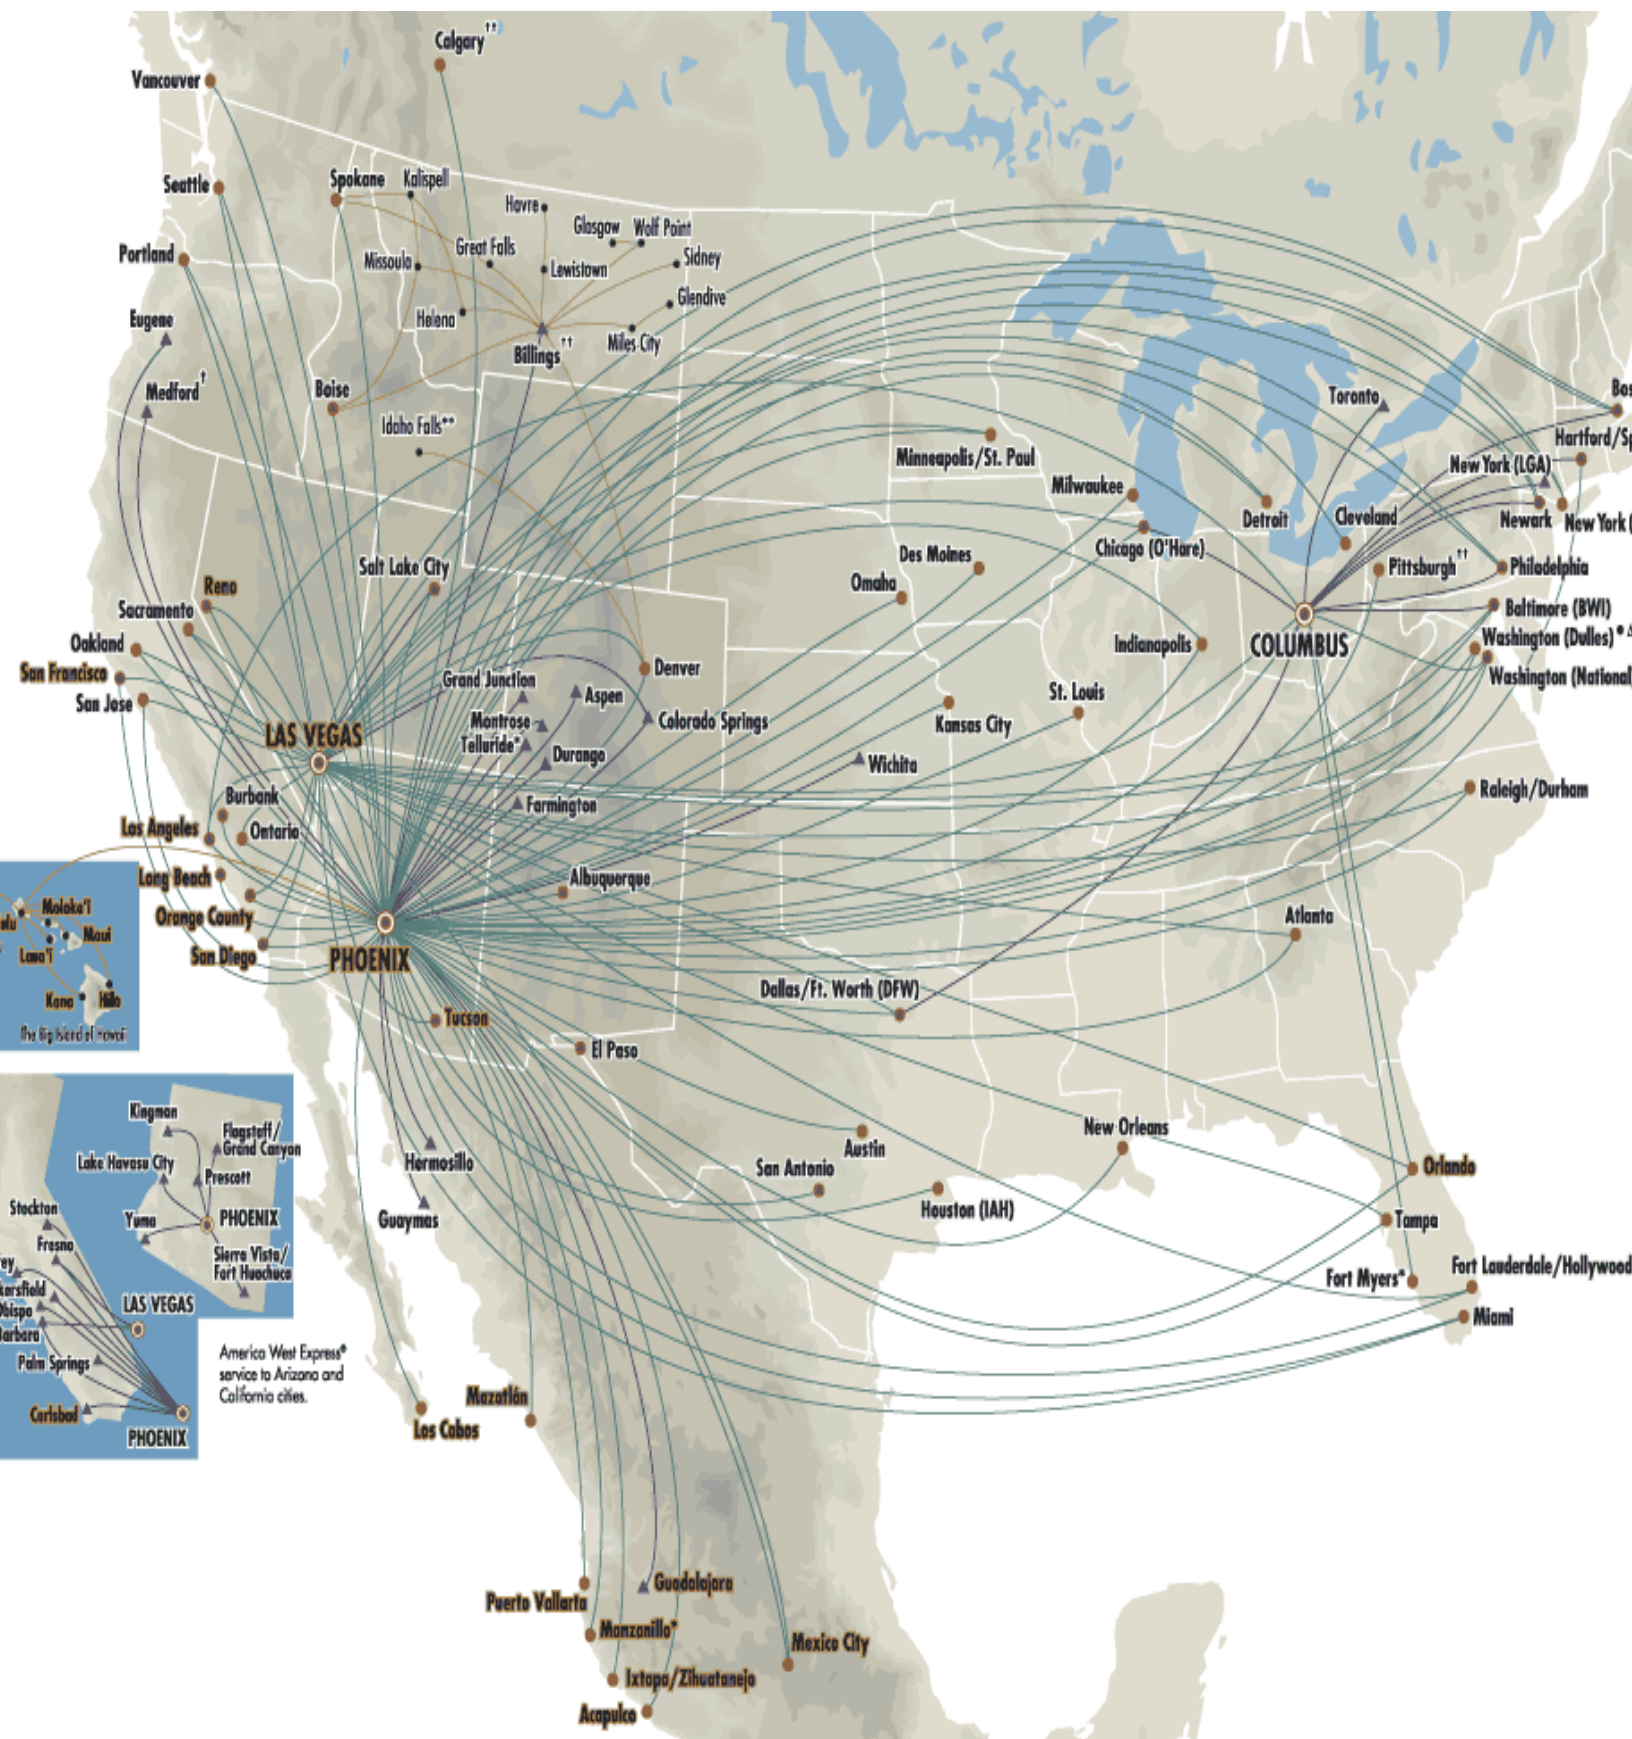 Calgary††
Vancouver
Seattle
Spokane
Kalispell
Havre
Glasgow
Wolf Point
Portland
Missoula
Great Falls
Lewistown
Sidney
Glendive
Eugene
Helena
Billings††
Miles City
Medford†
Boise
Idaho Falls**
Toronto
Bos
Hartford/Sp
Minneapolis/St. Paul
New York (LGA)
Milwaukee
Detroit
Cleveland
Newark
New York (
Chicago (O'Hare)
Des Moines
Salt Lake City
Omaha
Pittsburgh††
Philadelphia
Reno
Sacramento
Baltimore (BWI)
Oakland
Indianapolis
COLUMBUS
Washington (Dulles)
San Francisco
Denver
Washington (National)
San Jose
Grand Junction
Aspen
St. Louis
LAS VEGAS
Montrose
Colorado Springs
Kansas City
Telluride*
Durango
Wichita
Burbank
Farmington
Raleigh/Durham
Los Angeles
Ontario
Long Beach
Albuquerque
Orange County
Atlanta
San Diego
PHOENIX
Moloka'i
Maui
Lana'i
Kona
Hilo
The Big Island of Hawaii
Dallas/Ft. Worth (DFW)
Tucson
El Paso
Kingman
Flagstaff/
Grand Canyon
Lake Havasu City
Prescott
Yuma
PHOENIX
Sierra Vista/
Fort Huachuca
Hermosillo
Guaymas
Austin
San Antonio
New Orleans
Houston (IAH)
Orlando
Tampa
Fort Myers*
Fort Lauderdale/Hollywood
Miami
Stockton
Fresno
rey
kersfield
Obispo
Barbara
LAS VEGAS
Palm Springs
Carlsbad
PHOENIX
America West Express®
service to Arizona and
California cities.
Mazatlán
Los Cabos
Puerto Vallarta
Guadalajara
Manzanillo*
Mexico City
Ixtapa/Zihuatanejo
Acapulco